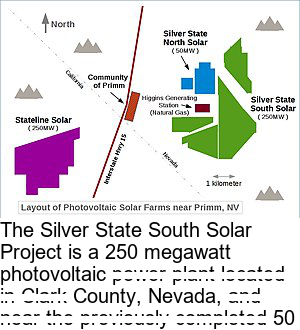 North
Silver State
North Solar
(50MW)
California
Community
of Primm
Higgins Generating
Station
(Natural Gas)
Silver State
South Solar
(250MW)
Stateline Solar
(250MW)
Interstate Hwy 15
Nevada
1 kilometer
Layout of Photovoltaic Solar Farms near Primm, NV
The Silver State South Solar
Project is a 250 megawatt
photovoltaic power plant located
in Clark County, Nevada, and
near the previously completed 50